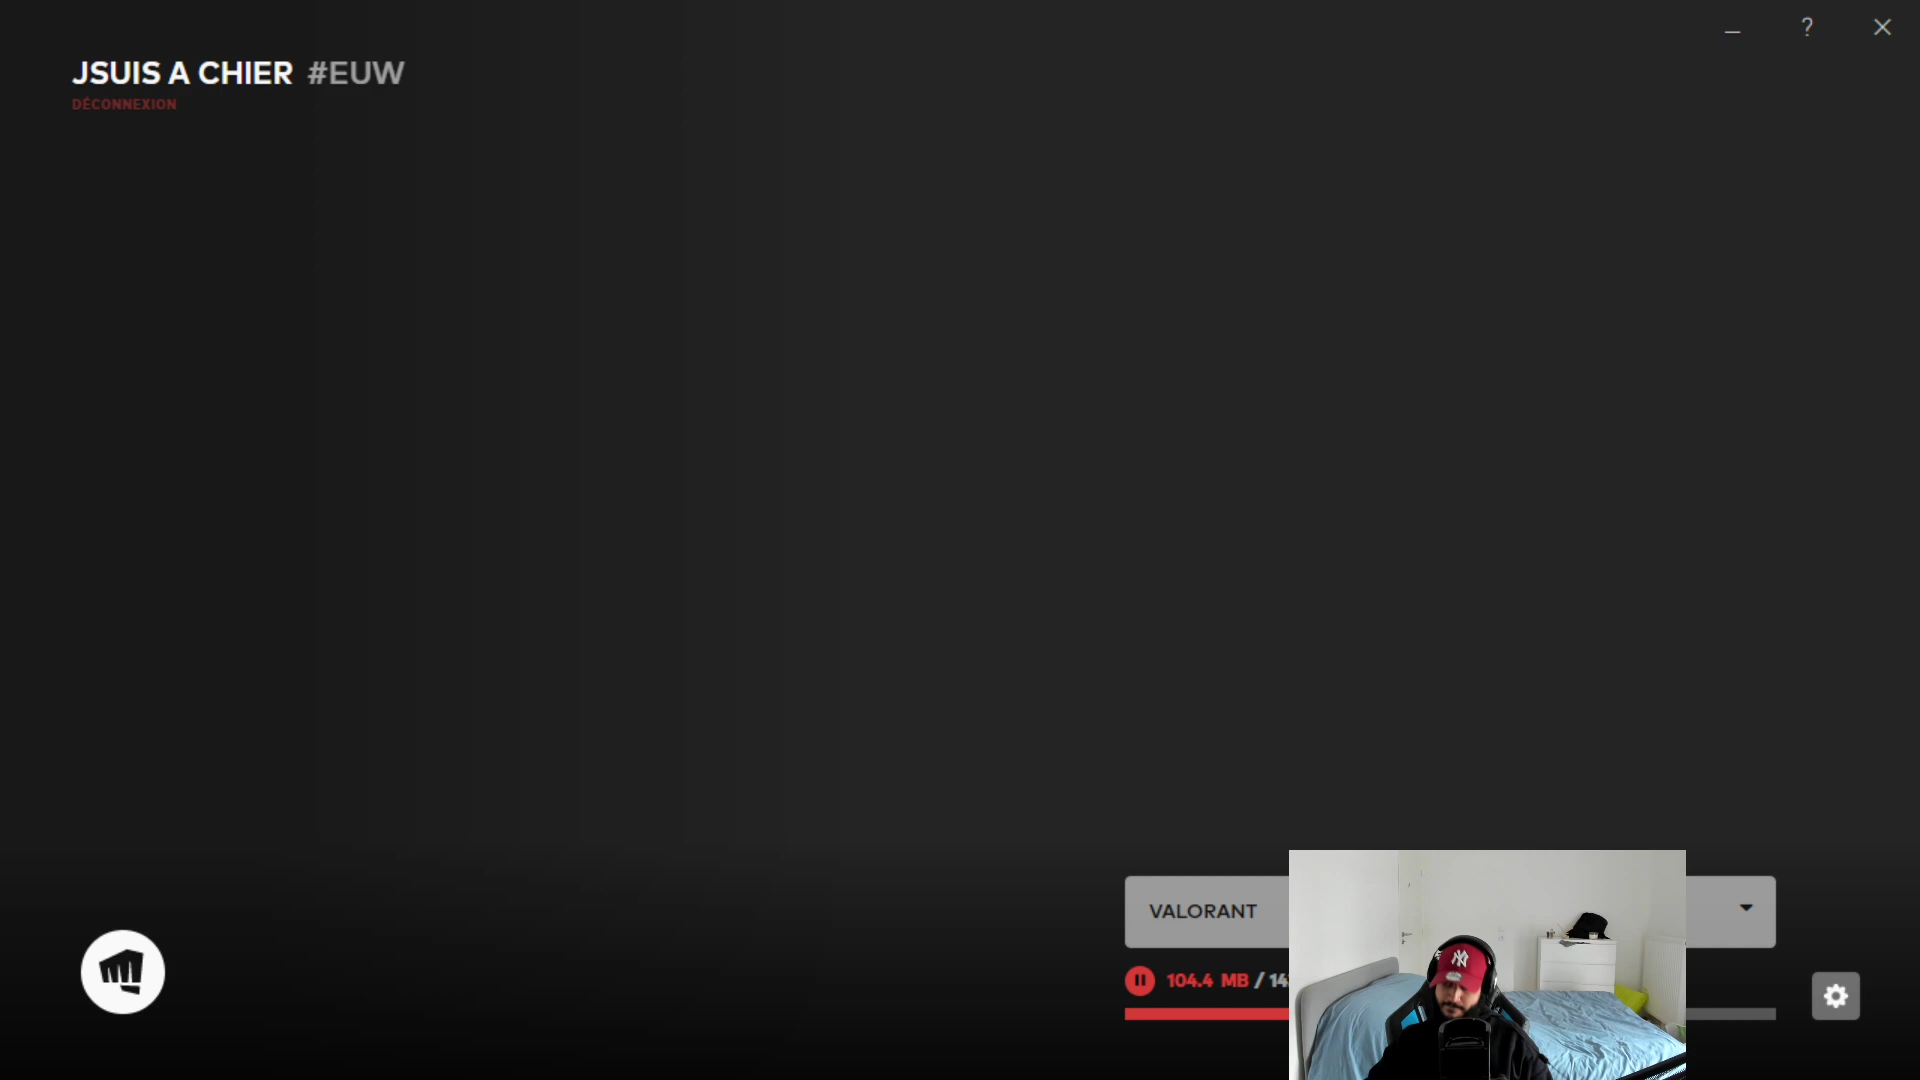 ?
JSUIS A CHIER #EUW
DÉCONNEXION
VALORANT
104.4 MB /